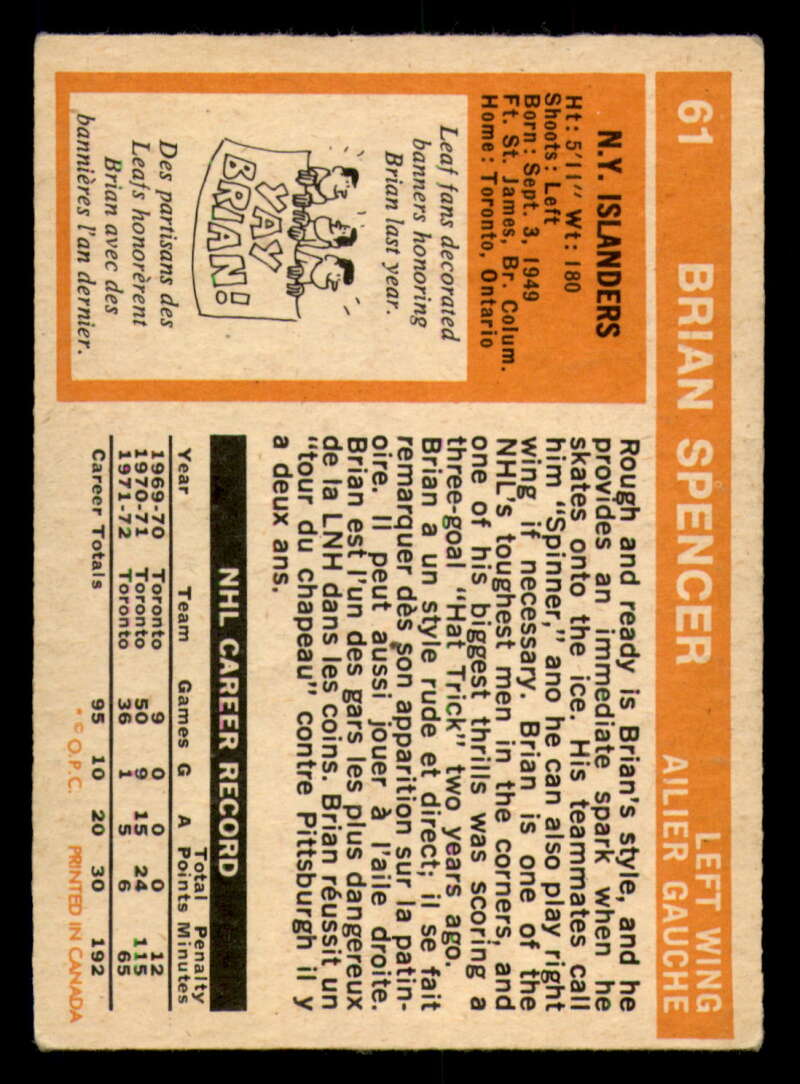 61 BRIAN SPENCER LEFT WING
AILIER GAUCHE
N.Y. ISLANDERS
Ht: 5'11" Wt: 180
Shoots: Left
Born: Sept. 3, 1949
Ft. St. James, Br. Colum.
Home: Toronto, Ontario
Leaf fans decorated
banners honoring
Brian last year.
YAY
BRIAN!
Des partisans des
Leafs honorèrent
Brian avec des
bannières l'an dernier.
Rough and ready is Brian's style, and he
provides an immediate spark when he
skates onto the ice. His teammates call
him "Spinner," ano he can also play right
wing if necessary. Brian is one of the
NHL's toughest men in the corners, and
one of his biggest thrills was scoring a
three-goal "Hat Trick" two years ago.
Brian a un style rude et direct; il se fait
remarquer dès son apparition sur la patin-
oire. Il peut aussi jouer à l'aile droite.
Brian est l'un des gars les plus dangereux
de la LNH dans les coins. Brian réussit un
"tour du chapeau" contre Pittsburgh il y
a deux ans.
NHL CAREER RECORD
Total Penalty
Year Team Games G A Points Minutes
1969-70 Toronto 9 0 0 0 12
1970-71 Toronto 50 9 15 24 115
1971-72 Toronto 36 1 5 6 65
Career Totals 95 10 20 30 192
* © O.P.C. PRINTED IN CANADA